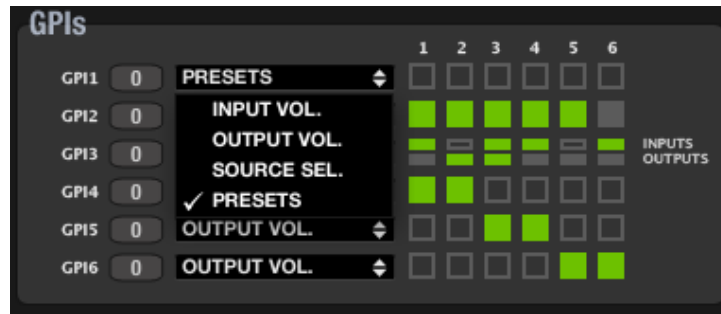 GPIs
1 2 3 4 5 6
GPI1 0 PRESETS
GPI2 0 INPUT VOL.
OUTPUT VOL. INPUTS
GPI3 0 SOURCE SEL. OUTPUTS
GPI4 0 ✓ PRESETS
GPI5 0 OUTPUT VOL.
GPI6 0 OUTPUT VOL.